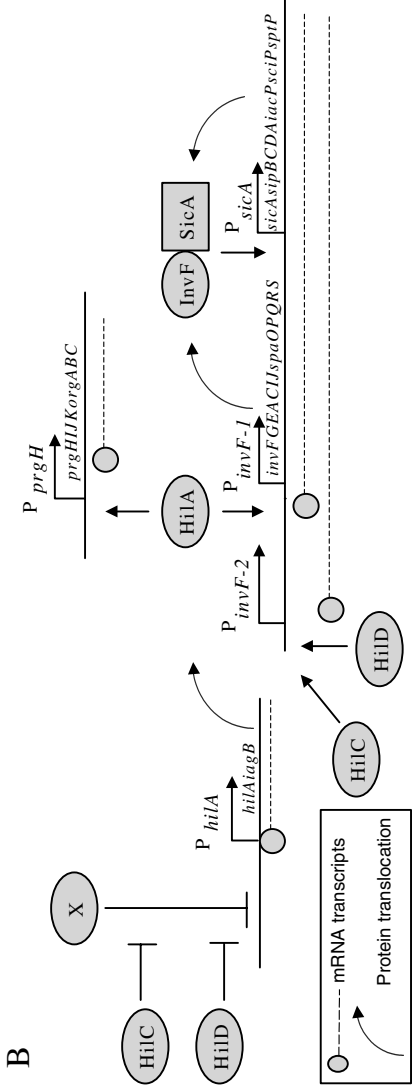 B
X
HilC
HilD
P hilA
hilAiagB
P prgH
prgHIJKorgABC
HilA
InvF
SicA
P invF-2
P invF-1
invFGEACIJspaOPQRS
P sicA
sicAsipBCDAiacPsciPsptP
HilC
HilD
mRNA transcripts
Protein translocation